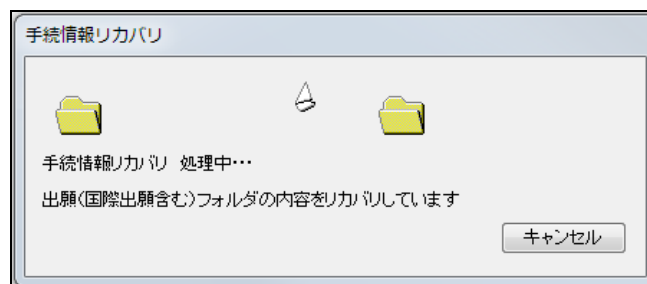 手続情報リカバリ
手続情報リカバリ 処理中・・・
出願(国際出願含む)フォルダの内容をリカバリしています
キャンセル